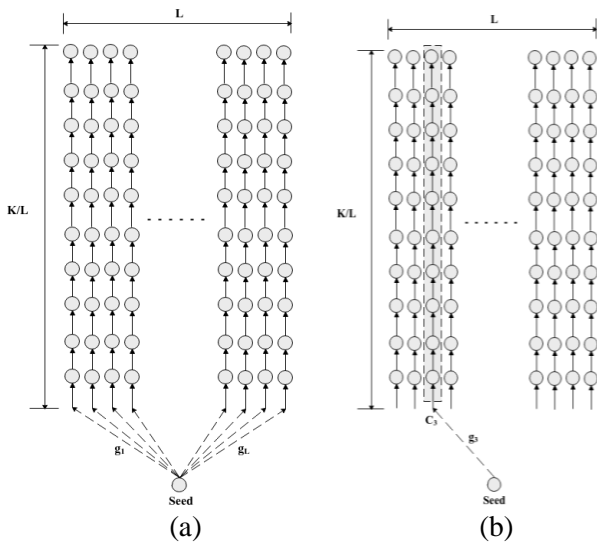 L
K/L
. . . . . .
g1
gL
Seed
(a)
L
K/L
. . . . . .
C3
g3
Seed
(b)